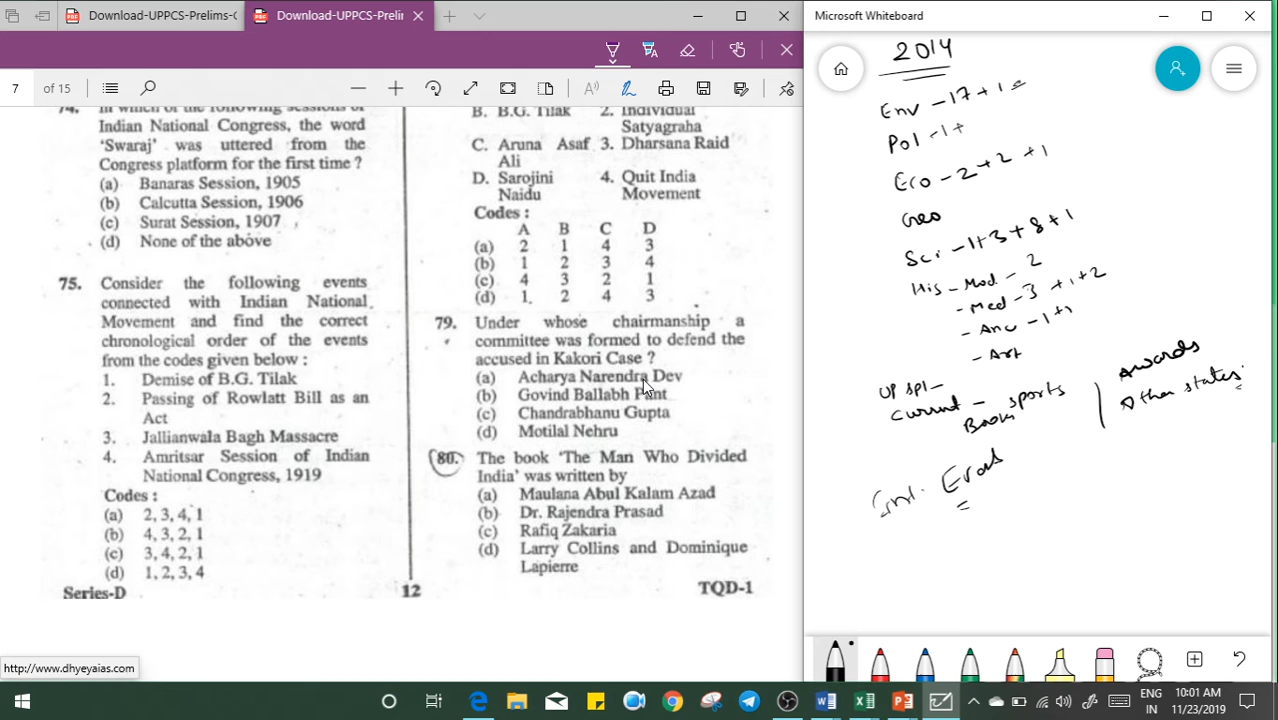 Download-UPPCS-Prelims-C
Download-UPPCS-Prelin
7 of 15
74. In which of the following sessions of
Indian National Congress, the word
'Swaraj' was uttered from the
Congress platform for the first time ?
(a) Banaras Session, 1905
(b) Calcutta Session, 1906
(c) Surat Session, 1907
(d) None of the above
75. Consider the following events
connected with Indian National
Movement and find the correct
chronological order of the events
from the codes given below :
1. Demise of B.G. Tilak
2. Passing of Rowlatt Bill as an
Act
3. Jallianwala Bagh Massacre
4. Amritsar Session of Indian
National Congress, 1919
Codes :
(a) 2, 3, 4, 1
(b) 4, 3, 2, 1
(c) 3, 4, 2, 1
(d) 1, 2, 3, 4
Series-D
12
B. B.G. Tilak 2. Individual
Satyagraha
C. Aruna Asaf 3. Dharsana Raid
Ali
D. Sarojini 4. Quit India
Naidu Movement
Codes :
A B C D
(a) 2 1 4 3
(b) 1 2 3 4
(c) 4 3 2 1
(d) 1 2 4 3
79. Under whose chairmanship a
committee was formed to defend the
accused in Kakori Case ?
(a) Acharya Narendra Dev
(b) Govind Ballabh Pant
(c) Chandrabhanu Gupta
(d) Motilal Nehru
80. The book 'The Man Who Divided
India' was written by
(a) Maulana Abul Kalam Azad
(b) Dr. Rajendra Prasad
(c) Rafiq Zakaria
(d) Larry Collins and Dominique
Lapierre
TQD-1
http://www.dhyeyaias.com
Microsoft Whiteboard
2014
Env - 17 + 1
Pol - 1 +
Eco - 2 + 2 + 1
Geo
Sci - 1 + 3 + 8 + 1
His - Mod - 2
- Med - 3 + 1 + 2
- Anc - 1 + 1
- Art
UP Spl -
Current - Sports
Books
Awards
Other states
ENG
IN
10:01 AM
11/23/2019